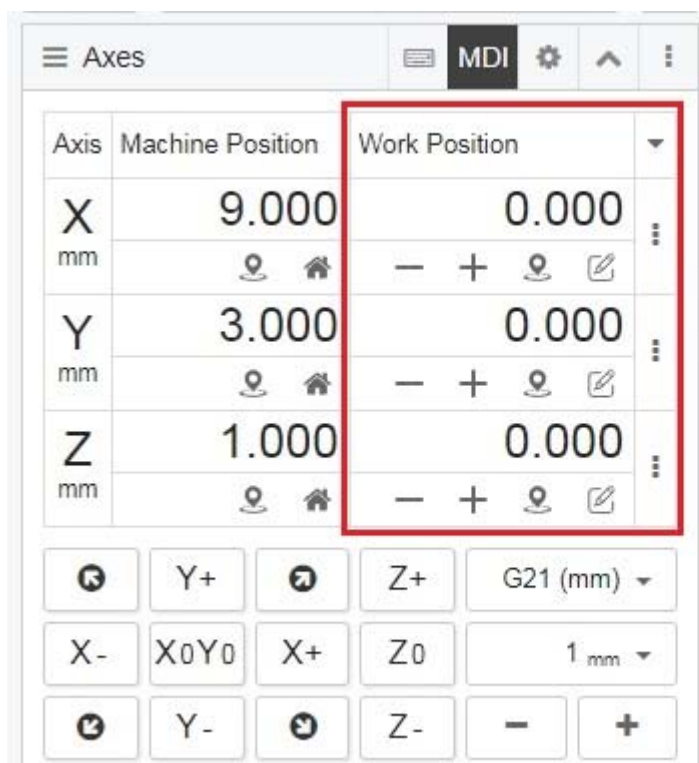 Axes MDI
Axis Machine Position Work Position
X 9.000 0.000
mm
Y 3.000 0.000
mm
Z 1.000 0.000
mm
Y+ Z+ G21 (mm)
X- X0Y0 X+ Z0 1 mm
Y- Z-